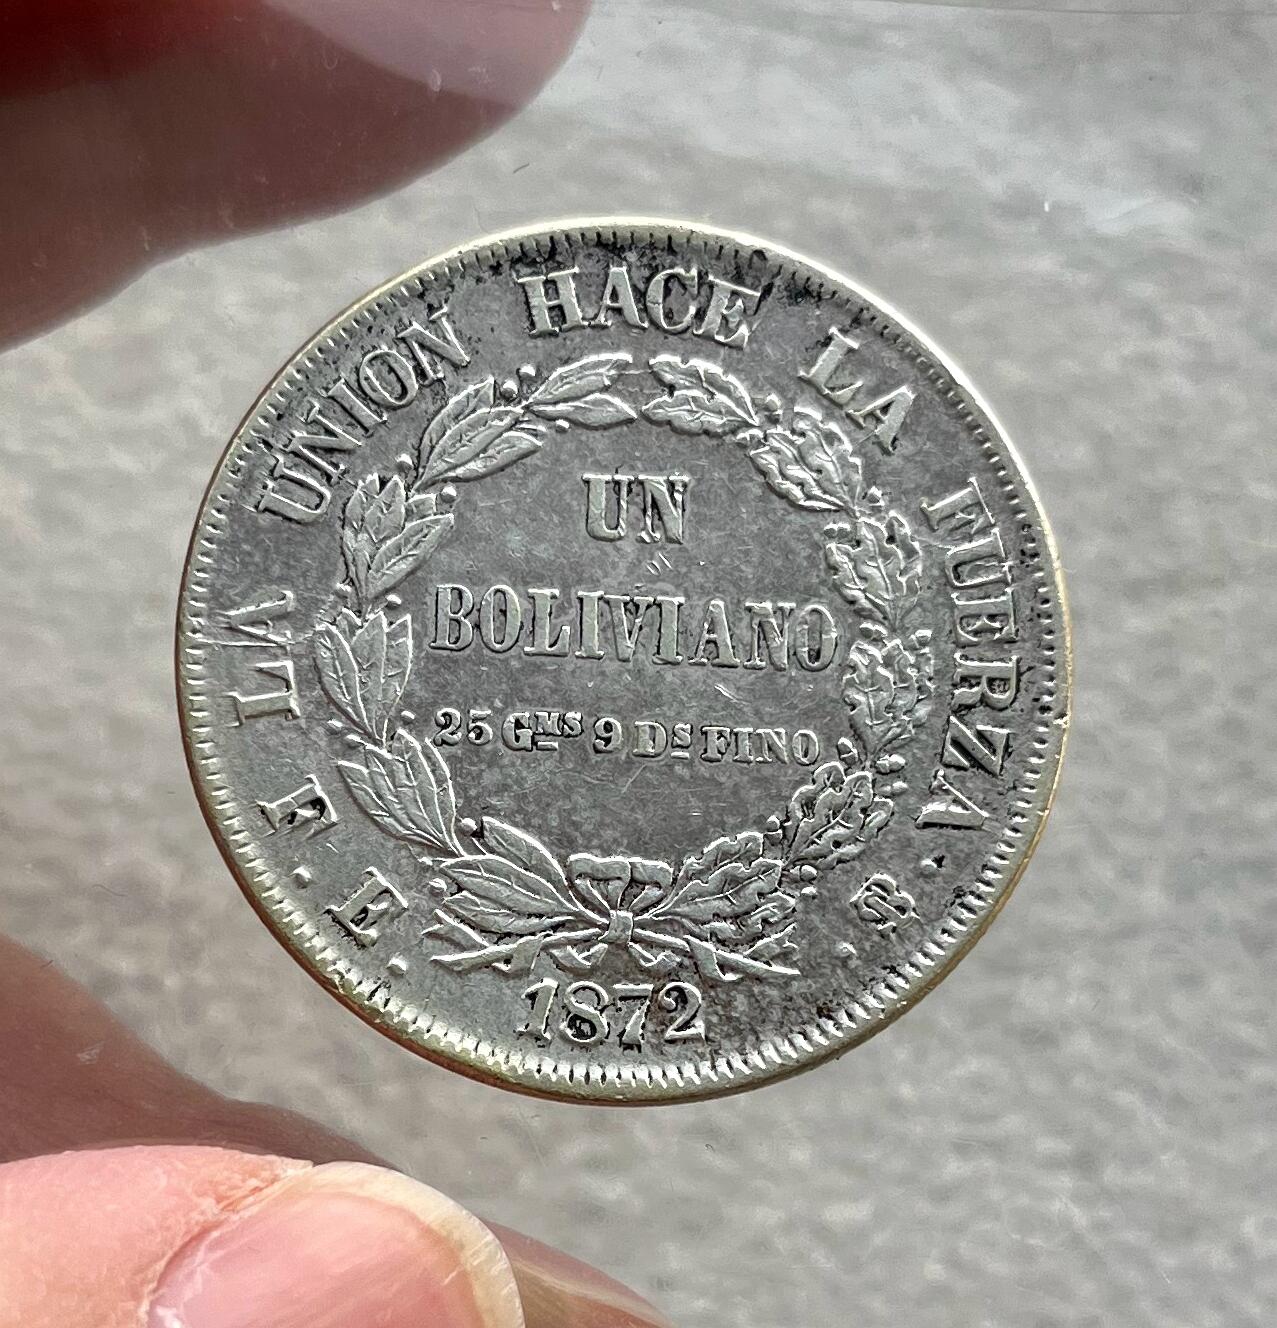 LA UNION HACE LA FUERZA
UN
BOLIVIANO
25 Gᴹˢ 9 Dˢ FINO
1872
F. E.